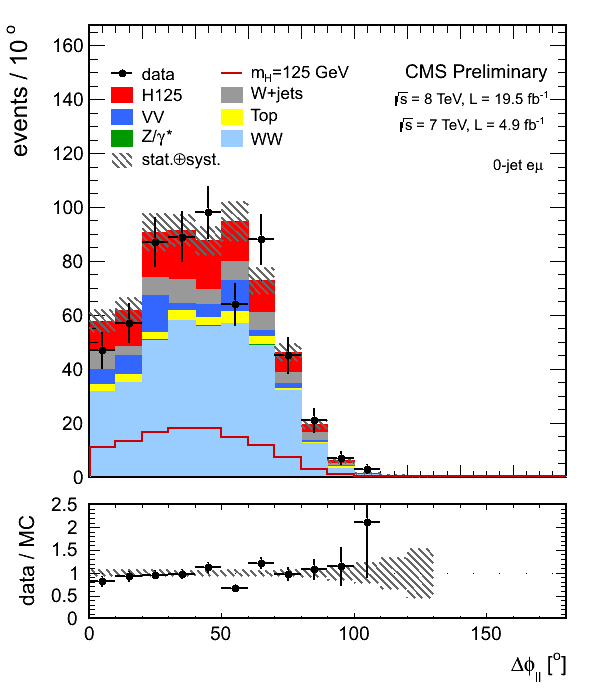 events / 10 °
160
140
120
100
80
60
40
20
0
data
H125
VV
Z/γ*
stat.⊕syst.
m_H=125 GeV
W+jets
Top
WW
CMS Preliminary
√s = 8 TeV, L = 19.5 fb⁻¹
√s = 7 TeV, L = 4.9 fb⁻¹
0-jet eμ
data / MC
2.5
2
1.5
1
0.5
0
0 50 100 150
Δϕ_ll [°]